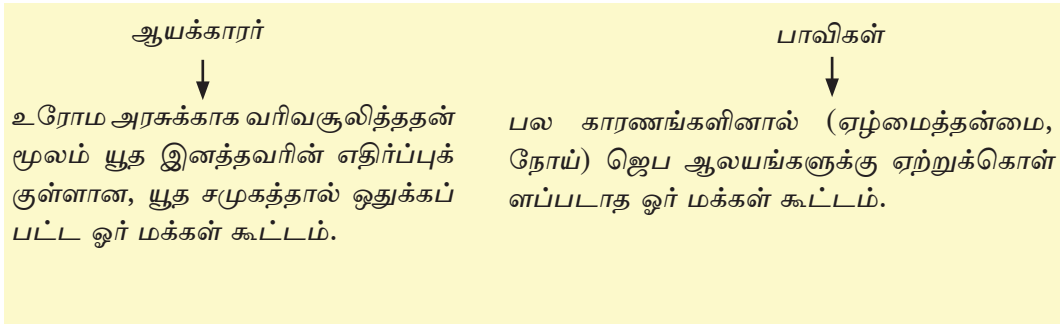 ஆயக்காரர்
உரோம அரசுக்காக வரிவசூலித்ததன்
மூலம் யூத இனத்தவரின் எதிர்ப்புக்
குள்ளான, யூத சமுகத்தால் ஒதுக்கப்
பட்ட ஓர் மக்கள் கூட்டம்.
பாவிகள்
பல காரணங்களினால் (ஏழ்மைத்தன்மை,
நோய்) ஜெப ஆலயங்களுக்கு ஏற்றுக்கொள்
ளப்படாத ஓர் மக்கள் கூட்டம்.